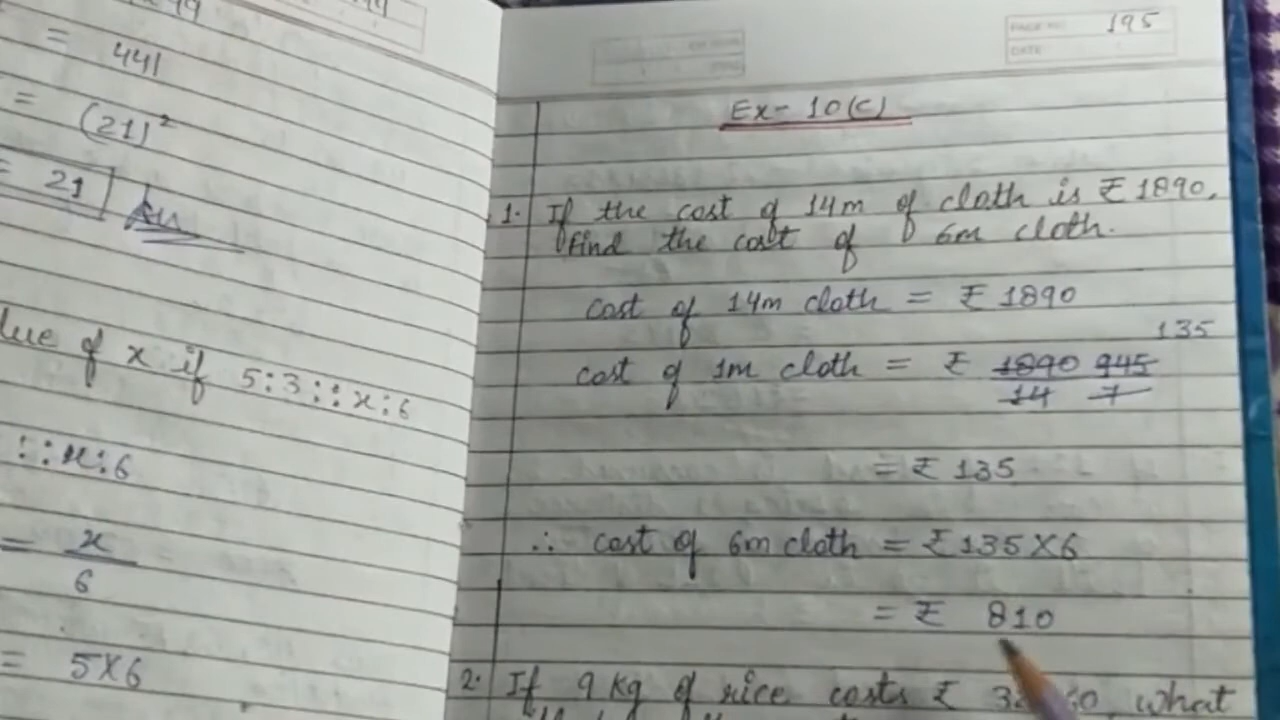 = 441
= (21)²
= 21
lue of x if 5:3::x:6
::x:6
= x
6
= 5×6
PAGE NO.: 195
DATE:
Ex- 10(c)
1. If the cost of 14m of cloth is ₹ 1890,
find the cost of 6m cloth.
cost of 14m cloth = ₹ 1890
135
cost of 1m cloth = ₹ 1890 945
14 7
= ₹ 135
∴ cost of 6m cloth = ₹ 135×6
= ₹ 810
2. If 9 kg of rice costs ₹ what